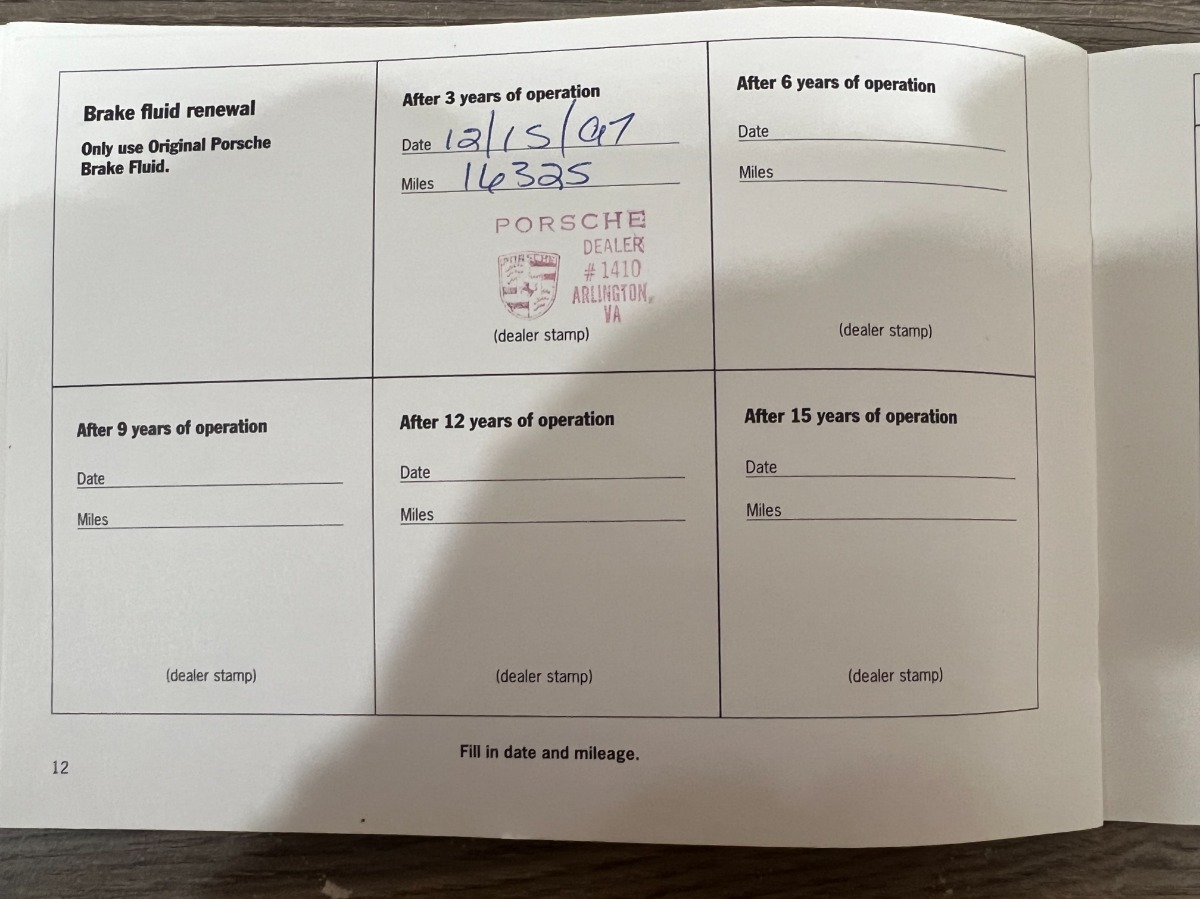 Brake fluid renewal
Only use Original Porsche
Brake Fluid.
After 3 years of operation
Date 12/15/97
Miles 16325
PORSCHE
DEALER
PORSCHE
# 1410
ARLINGTON,
VA
(dealer stamp)
After 6 years of operation
Date
Miles
(dealer stamp)
After 9 years of operation
Date
Miles
(dealer stamp)
After 12 years of operation
Date
Miles
(dealer stamp)
After 15 years of operation
Date
Miles
(dealer stamp)
Fill in date and mileage.
12